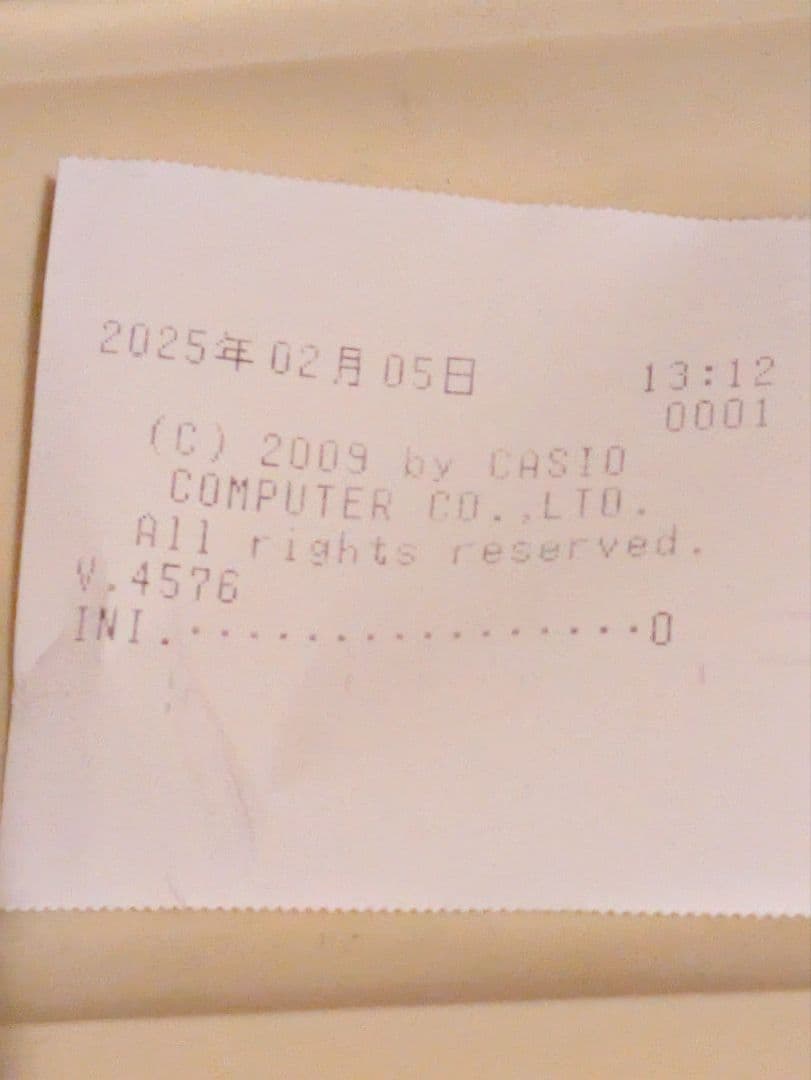 2025年02月05日 13:12
0001
(C) 2009 by CASIO
COMPUTER CO.,LTD.
All rights reserved.
V.4576
INI.·················0